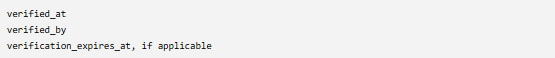 verified_at
verified_by
verification_expires_at, if applicable